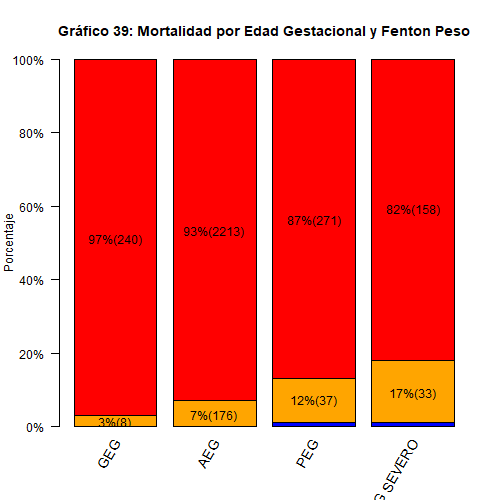 Gráfico 39: Mortalidad por Edad Gestacional y Fenton Peso
Porcentaje
100%
80%
60%
40%
20%
0%
97%(240)
93%(2213)
87%(271)
82%(158)
3%(8)
7%(176)
12%(37)
17%(33)
GEG
AEG
PEG
G SEVERO